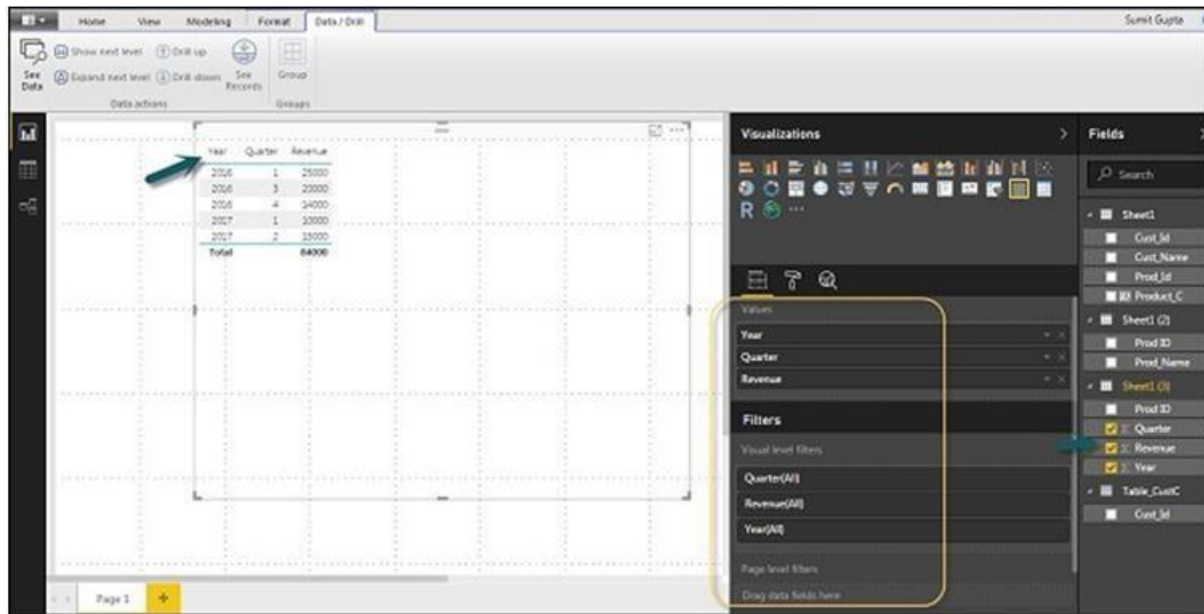 Home View Modeling Format Data / Drill Sumit Gupta
See Data
Show next level
Drill up
Expand next level
Drill down
See Records
Group
Data actions
Groups
Year Quarter Revenue
2016 1 25000
2016 3 20000
2016 4 14000
2017 1 10000
2017 2 15000
Total 84000
Page 1
Visualizations
R
Values
Year
Quarter
Revenue
Filters
Visual level filters
Quarter(All)
Revenue(All)
Year(All)
Page level filters
Drag data fields here
Fields
Search
Sheet1
Cust_Id
Cust_Name
Prod_Id
Product_C
Sheet1 (2)
Prod ID
Prod_Name
Sheet1 (3)
Prod ID
Quarter
Revenue
Year
Table_CustC
Cust_Id